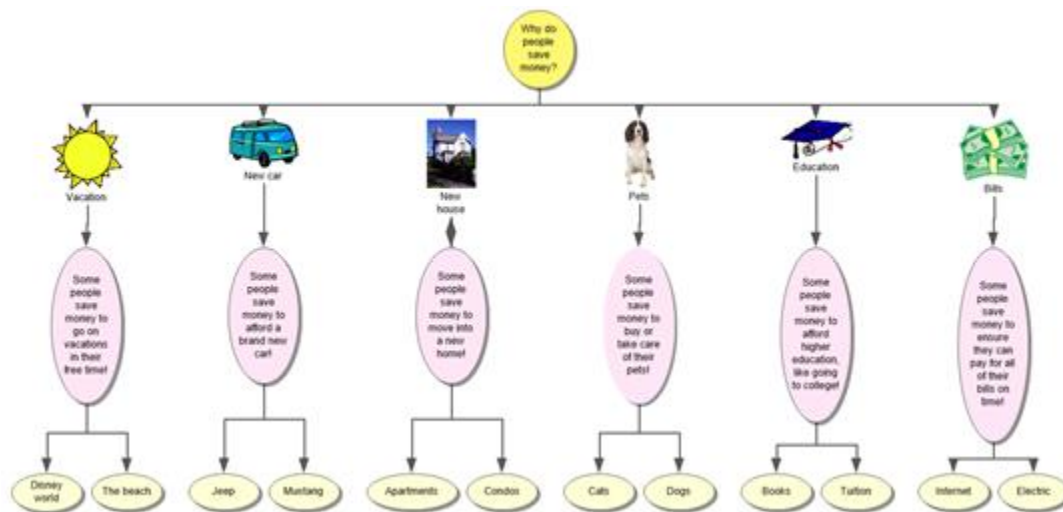 Why do
people
save
money?
Vacation
New car
New
house
Pets
Education
Bills
Some
people
save
money to
go on
vacations
in their
free time!
Some
people
save
money to
afford a
brand new
car!
Some
people
save
money to
move into
a new
home!
Some
people
save
money to
buy or
take care
of their
pets!
Some
people
save
money to
afford
higher
education,
like going
to college!
Some
people
save
money to
ensure
they can
pay for all
of their
bills on
time!
Disney
world
The beach
Jeep
Mustang
Apartments
Condos
Cats
Dogs
Books
Tuition
Internet
Electric